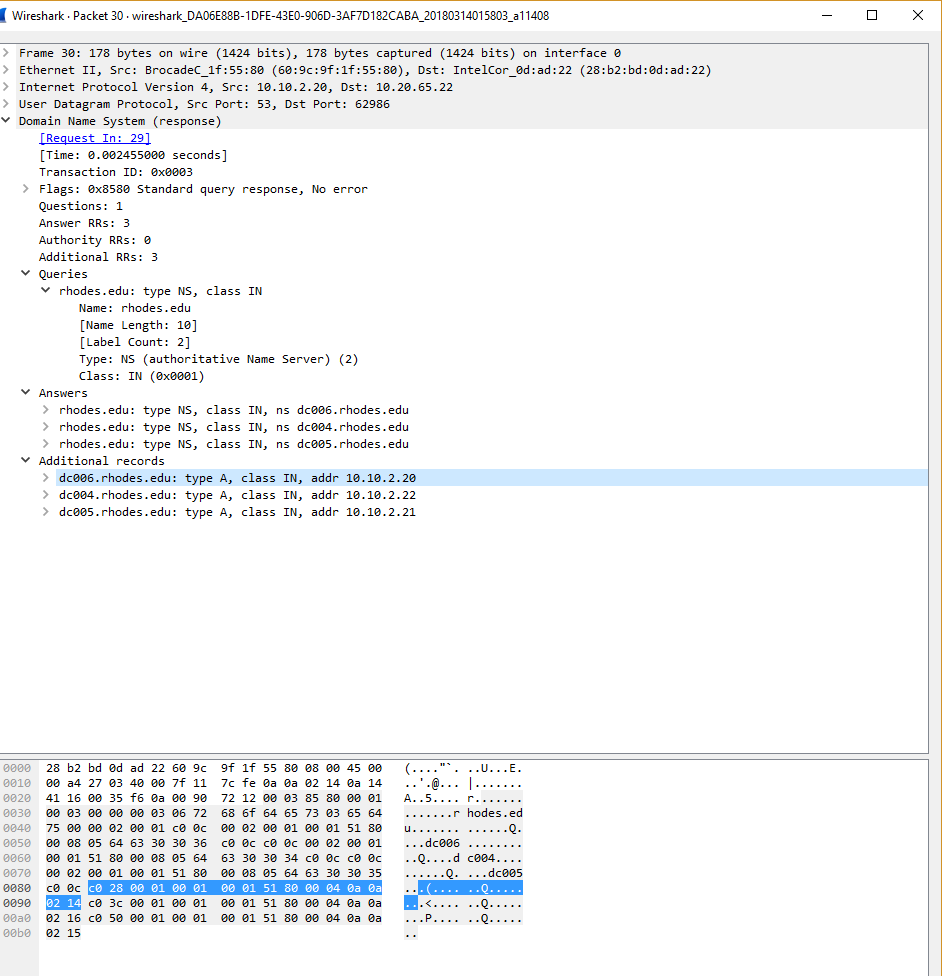 Wireshark · Packet 30 · wireshark_DA06E88B-1DFE-43E0-906D-3AF7D182CABA_20180314015803_a11408
Frame 30: 178 bytes on wire (1424 bits), 178 bytes captured (1424 bits) on interface 0
Ethernet II, Src: BrocadeC_1f:55:80 (60:9c:9f:1f:55:80), Dst: IntelCor_0d:ad:22 (28:b2:bd:0d:ad:22)
Internet Protocol Version 4, Src: 10.10.2.20, Dst: 10.20.65.22
User Datagram Protocol, Src Port: 53, Dst Port: 62986
Domain Name System (response)
[Request In: 29]
[Time: 0.002455000 seconds]
Transaction ID: 0x0003
Flags: 0x8580 Standard query response, No error
Questions: 1
Answer RRs: 3
Authority RRs: 0
Additional RRs: 3
Queries
rhodes.edu: type NS, class IN
Name: rhodes.edu
[Name Length: 10]
[Label Count: 2]
Type: NS (authoritative Name Server) (2)
Class: IN (0x0001)
Answers
rhodes.edu: type NS, class IN, ns dc006.rhodes.edu
rhodes.edu: type NS, class IN, ns dc004.rhodes.edu
rhodes.edu: type NS, class IN, ns dc005.rhodes.edu
Additional records
dc006.rhodes.edu: type A, class IN, addr 10.10.2.20
dc004.rhodes.edu: type A, class IN, addr 10.10.2.22
dc005.rhodes.edu: type A, class IN, addr 10.10.2.21
0000 28 b2 bd 0d ad 22 60 9c 9f 1f 55 80 08 00 45 00 (...."`. ..U...E.
0010 00 a4 27 03 40 00 7f 11 7c fe 0a 0a 02 14 0a 14 ..'.@... |.......
0020 41 16 00 35 f6 0a 00 90 72 12 00 03 85 80 00 01 A..5.... r.......
0030 00 03 00 00 00 03 06 72 68 6f 64 65 73 03 65 64 .......r hodes.ed
0040 75 00 00 02 00 01 c0 0c 00 02 00 01 00 01 51 80 u....... ......Q.
0050 00 08 05 64 63 30 30 36 c0 0c c0 0c 00 02 00 01 ...dc006 ........
0060 00 01 51 80 00 08 05 64 63 30 30 34 c0 0c c0 0c ..Q....d c004....
0070 00 02 00 01 00 01 51 80 00 08 05 64 63 30 30 35 ......Q. ...dc005
0080 c0 0c c0 28 00 01 00 01 00 01 51 80 00 04 0a 0a ...(.... ..Q.....
0090 02 14 c0 3c 00 01 00 01 00 01 51 80 00 04 0a 0a ...<.... ..Q.....
00a0 02 16 c0 50 00 01 00 01 00 01 51 80 00 04 0a 0a ...P.... ..Q.....
00b0 02 15 ..